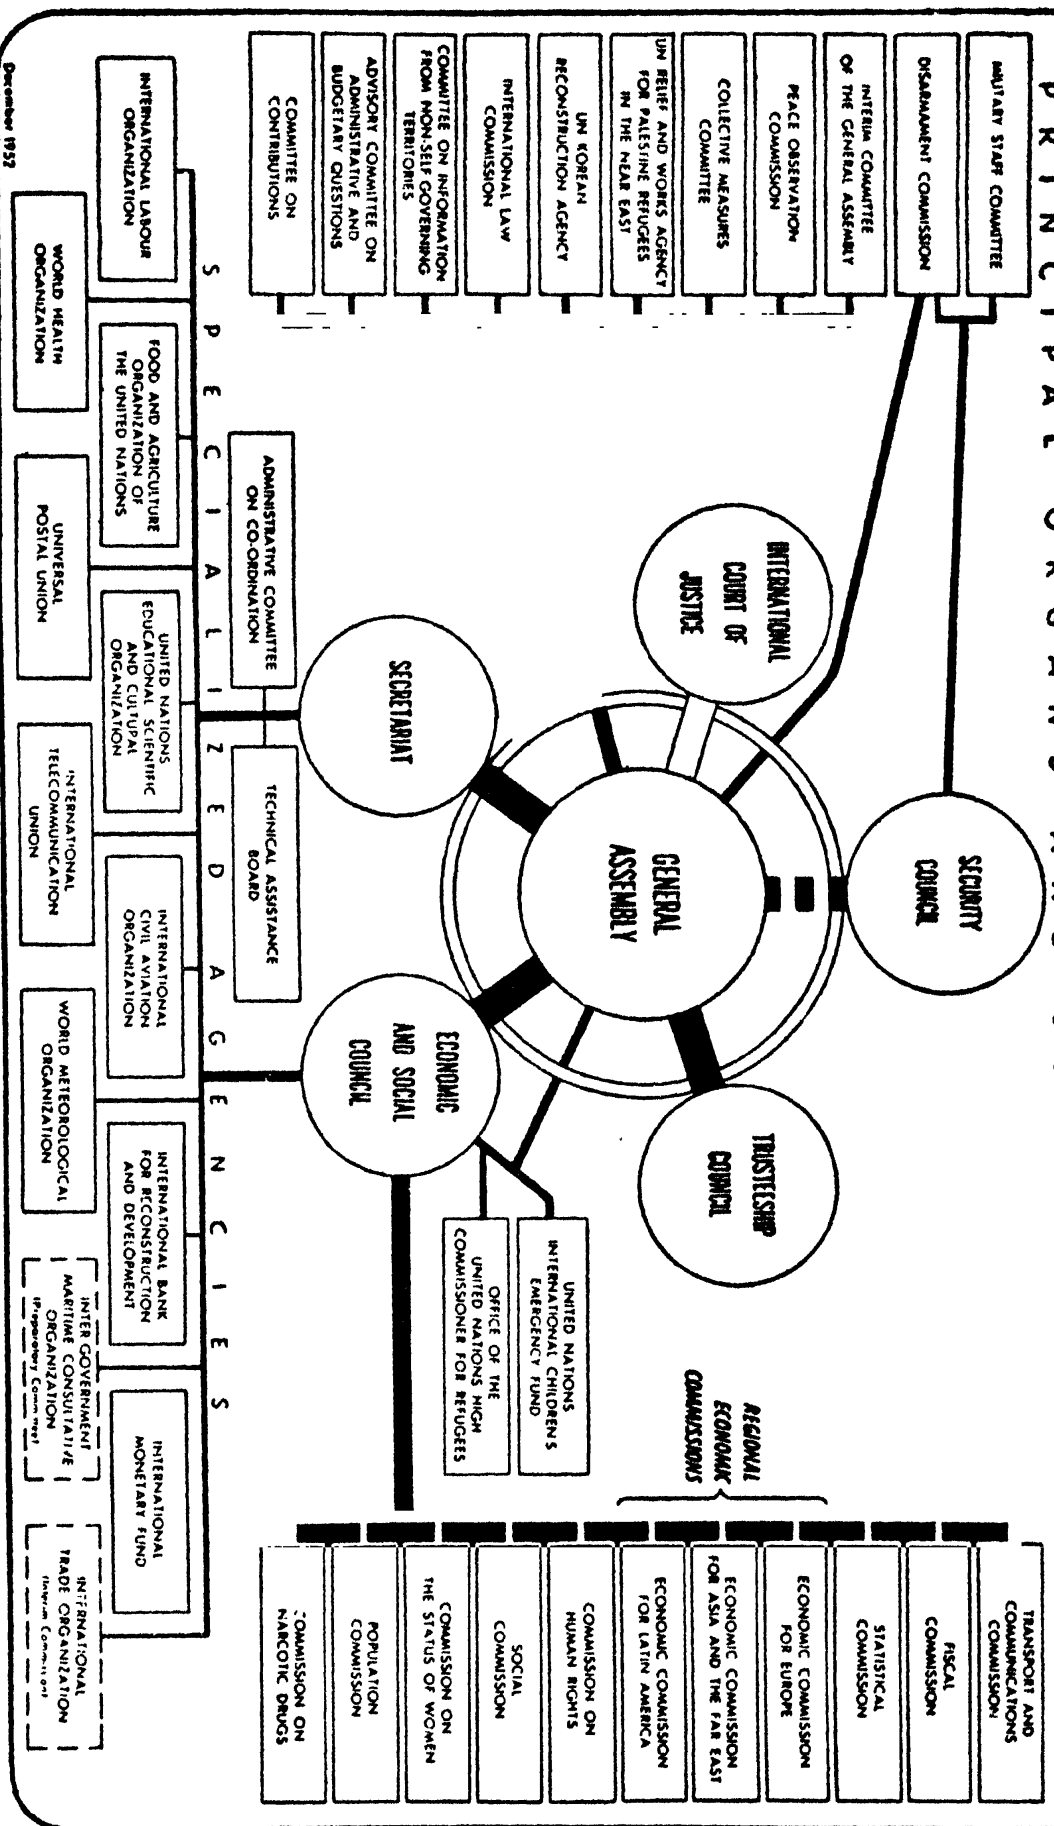 PRINCIPAL ORGANS
MILITARY STAFF COMMITTEE
DISARMAMENT COMMISSION
INTERIM COMMITTEE
OF THE GENERAL ASSEMBLY
PEACE OBSERVATION
COMMISSION
COLLECTIVE MEASURES
COMMITTEE
UN RELIEF AND WORKS AGENCY
FOR PALESTINE REFUGEES
IN THE NEAR EAST
UN KOREAN
RECONSTRUCTION AGENCY
INTERNATIONAL LAW
COMMISSION
COMMITTEE ON INFORMATION
FROM NON-SELF GOVERNING
TERRITORIES
ADVISORY COMMITTEE ON
ADMINISTRATIVE AND
BUDGETARY QUESTIONS
COMMITTEE ON
CONTRIBUTIONS
SECURITY
COUNCIL
INTERNATIONAL
COURT OF
JUSTICE
GENERAL
ASSEMBLY
TRUSTEESHIP
COUNCIL
SECRETARIAT
ECONOMIC
AND SOCIAL
COUNCIL
UNITED NATIONS
INTERNATIONAL CHILDREN'S
EMERGENCY FUND
OFFICE OF THE
UNITED NATIONS HIGH
COMMISSIONER FOR REFUGEES
REGIONAL
ECONOMIC
COMMISSIONS
TRANSPORT AND
COMMUNICATIONS
COMMISSION
FISCAL
COMMISSION
STATISTICAL
COMMISSION
ECONOMIC COMMISSION
FOR EUROPE
ECONOMIC COMMISSION
FOR ASIA AND THE FAR EAST
ECONOMIC COMMISSION
FOR LATIN AMERICA
COMMISSION ON
HUMAN RIGHTS
SOCIAL
COMMISSION
COMMISSION ON
THE STATUS OF WOMEN
POPULATION
COMMISSION
COMMISSION ON
NARCOTIC DRUGS
ADMINISTRATIVE COMMITTEE
ON CO-ORDINATION
TECHNICAL ASSISTANCE
BOARD
SPECIALIZED AGENCIES
INTERNATIONAL LABOUR
ORGANIZATION
FOOD AND AGRICULTURE
ORGANIZATION OF
THE UNITED NATIONS
UNITED NATIONS
EDUCATIONAL SCIENTIFIC
AND CULTURAL
ORGANIZATION
INTERNATIONAL
CIVIL AVIATION
ORGANIZATION
INTERNATIONAL BANK
FOR RECONSTRUCTION
AND DEVELOPMENT
INTERNATIONAL
MONETARY FUND
WORLD HEALTH
ORGANIZATION
UNIVERSAL
POSTAL UNION
INTERNATIONAL
TELECOMMUNICATION
UNION
WORLD METEOROLOGICAL
ORGANIZATION
INTER GOVERNMENT
MARITIME CONSULTATIVE
ORGANIZATION
(Preparatory Committee)
INTERNATIONAL
TRADE ORGANIZATION
(Interim Commission)
December 1952